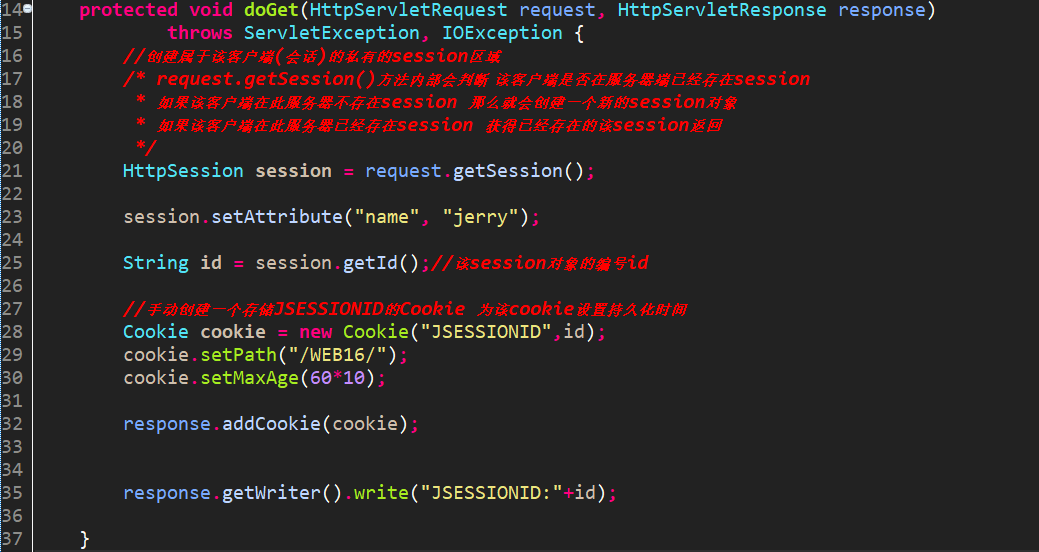 14 protected void doGet(HttpServletRequest request, HttpServletResponse response)
15 throws ServletException, IOException {
16 //创建属于该客户端(会话)的私有的session区域
17 /* request.getSession()方法内部会判断 该客户端是否在服务器端已经存在session
18 * 如果该客户端在此服务器不存在session 那么就会创建一个新的session对象
19 * 如果该客户端在此服务器已经存在session 获得已经存在的该session返回
20 */
21 HttpSession session = request.getSession();
22
23 session.setAttribute("name", "jerry");
24
25 String id = session.getId();//该session对象的编号id
26
27 //手动创建一个存储JSESSIONID的Cookie 为该cookie设置持久化时间
28 Cookie cookie = new Cookie("JSESSIONID",id);
29 cookie.setPath("/WEB16/");
30 cookie.setMaxAge(60*10);
31
32 response.addCookie(cookie);
33
34
35 response.getWriter().write("JSESSIONID:"+id);
36
37 }